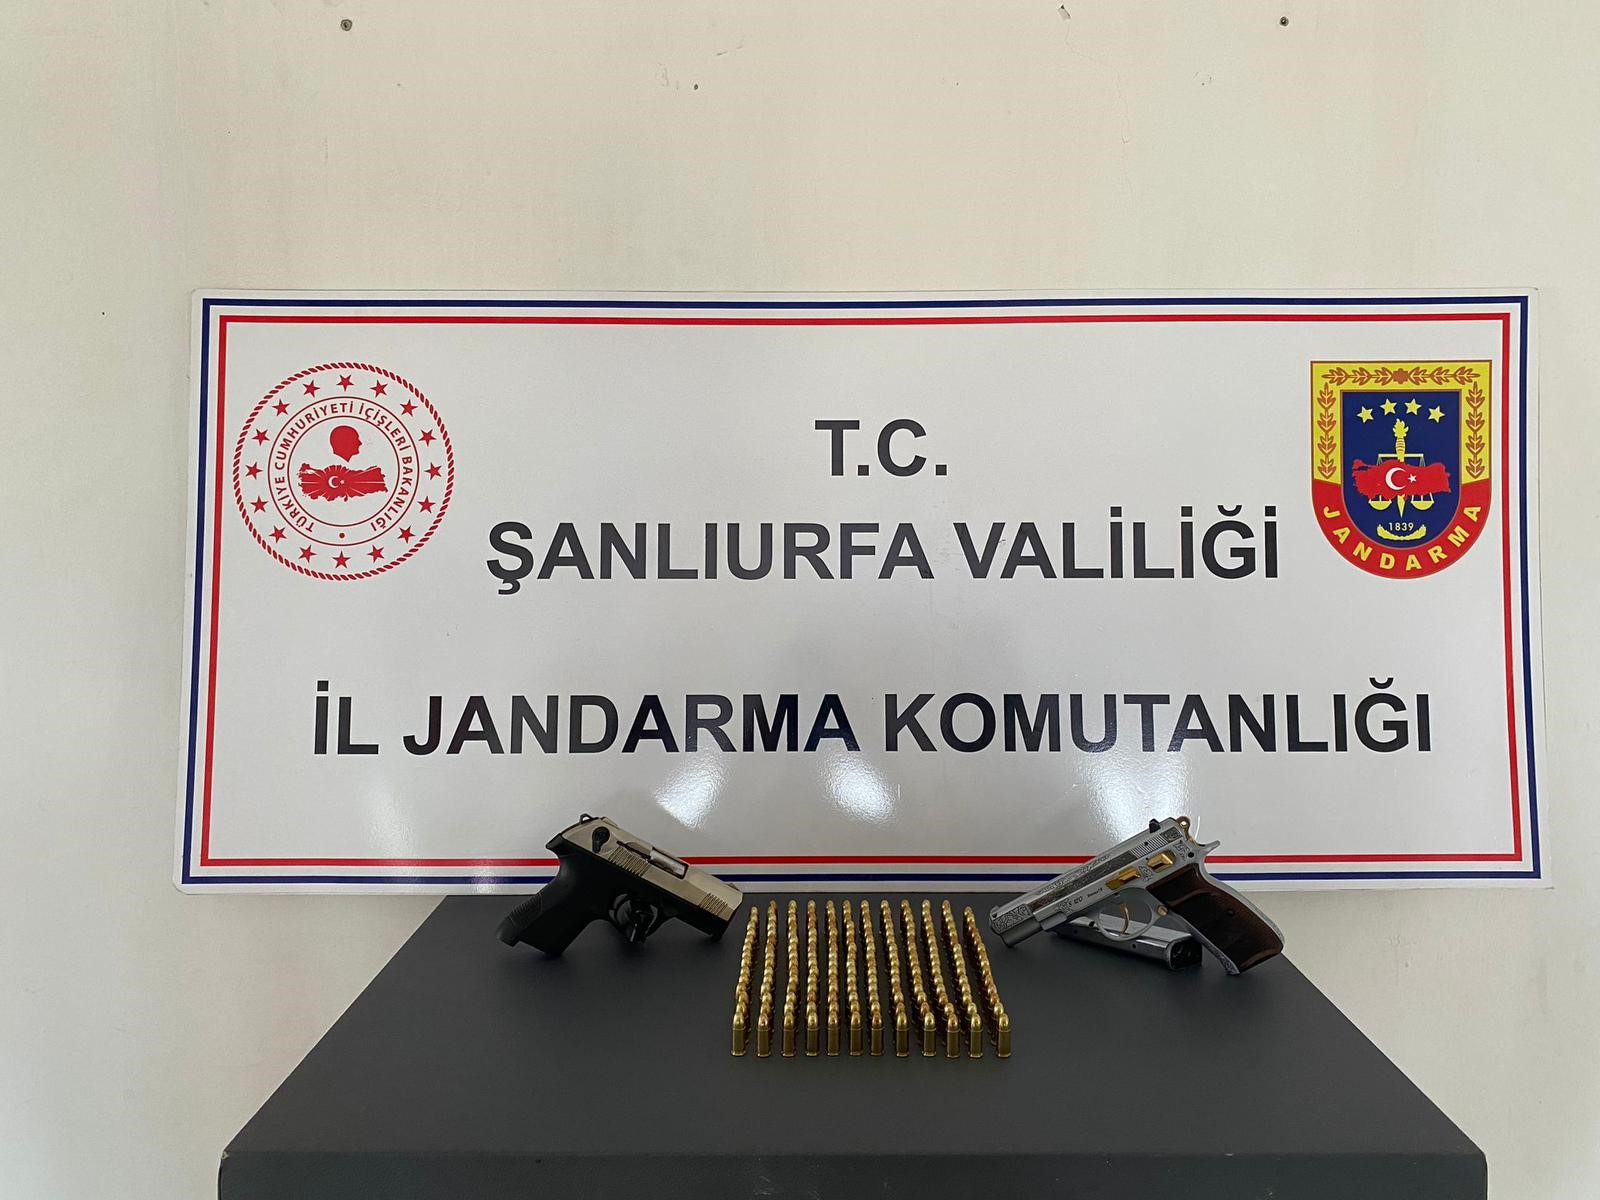 T.C.
ŞANLIURFA VALİLİĞİ
İL JANDARMA KOMUTANLIĞI
TÜRKİYE CUMHURİYETİ İÇİŞLERİ BAKANLIĞI
1839
JANDARMA